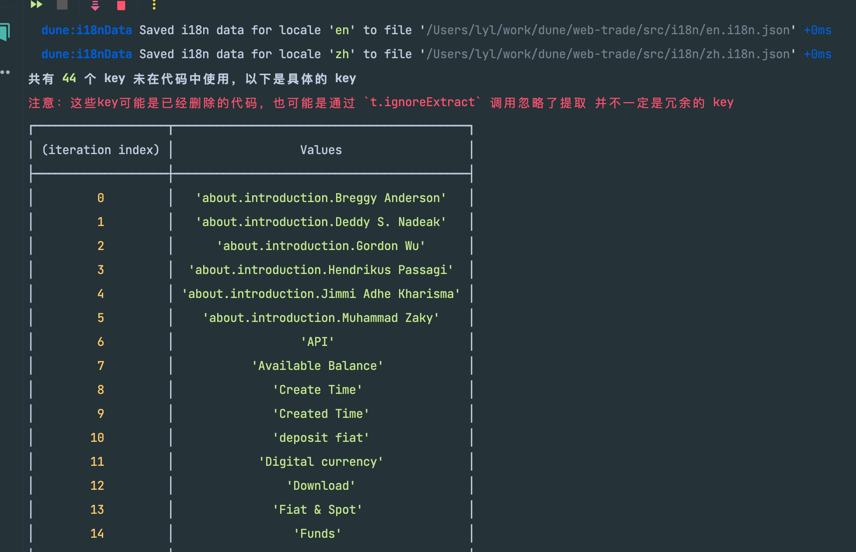 dune:i18nData Saved i18n data for locale 'en' to file '/Users/lyl/work/dune/web-trade/src/i18n/en.i18n.json' +0ms
dune:i18nData Saved i18n data for locale 'zh' to file '/Users/lyl/work/dune/web-trade/src/i18n/zh.i18n.json' +0ms
共有 44 个 key 未在代码中使用，以下是具体的 key
注意：这些key可能是已经删除的代码，也可能是通过 `t.ignoreExtract` 调用忽略了提取 并不一定是冗余的 key
(iteration index) Values
0 'about.introduction.Breggy Anderson'
1 'about.introduction.Deddy S. Nadeak'
2 'about.introduction.Gordon Wu'
3 'about.introduction.Hendrikus Passagi'
4 'about.introduction.Jimmi Adhe Kharisma'
5 'about.introduction.Muhammad Zaky'
6 'API'
7 'Available Balance'
8 'Create Time'
9 'Created Time'
10 'deposit fiat'
11 'Digital currency'
12 'Download'
13 'Fiat & Spot'
14 'Funds'